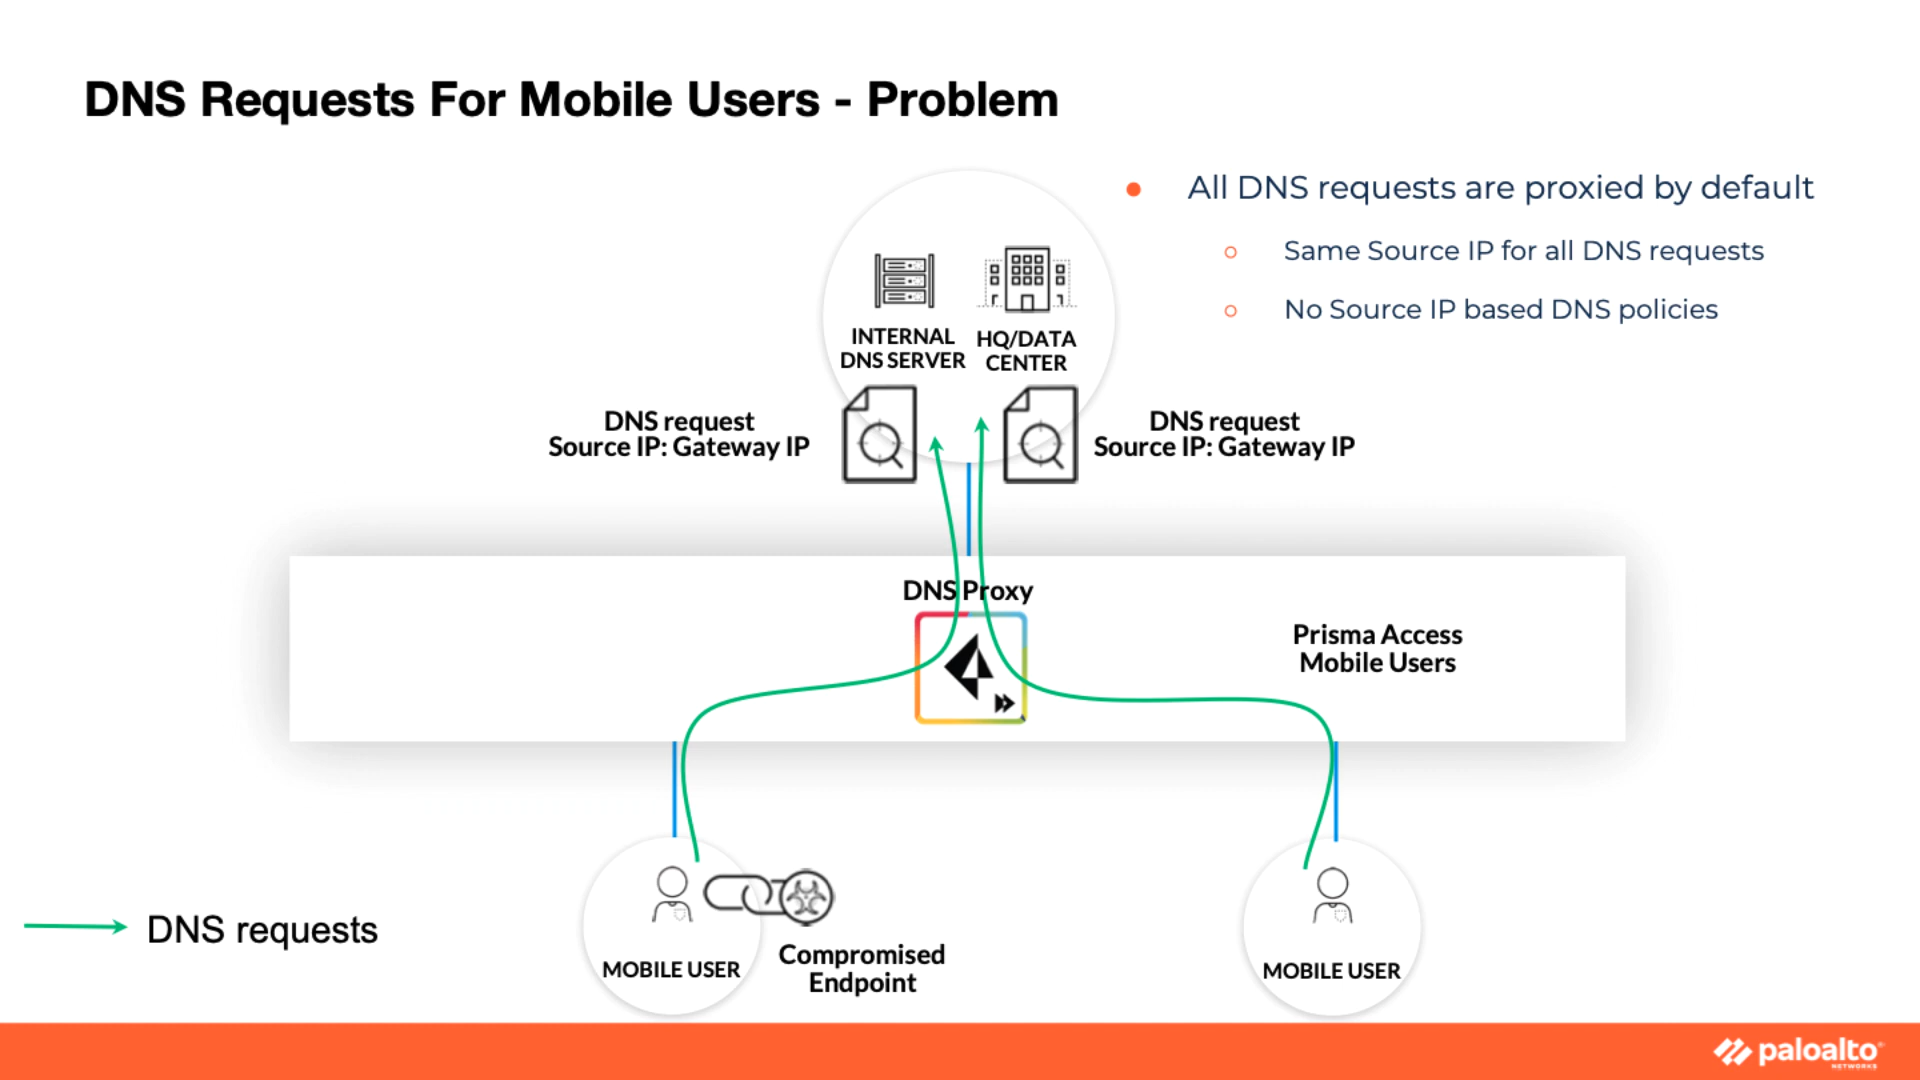 DNS Requests For Mobile Users - Problem
All DNS requests are proxied by default
Same Source IP for all DNS requests
No Source IP based DNS policies
INTERNAL
DNS SERVER
HQ/DATA
CENTER
DNS request
Source IP: Gateway IP
DNS request
Source IP: Gateway IP
DNS Proxy
Prisma Access
Mobile Users
DNS requests
MOBILE USER
Compromised
Endpoint
MOBILE USER
paloalto
NETWORKS